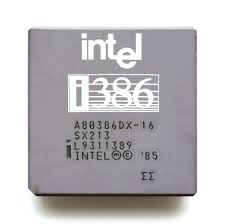 intel
i386
A80386DX-16
SX213
L9311389
INTEL Ⓜ Ⓒ '85
ΣΣ